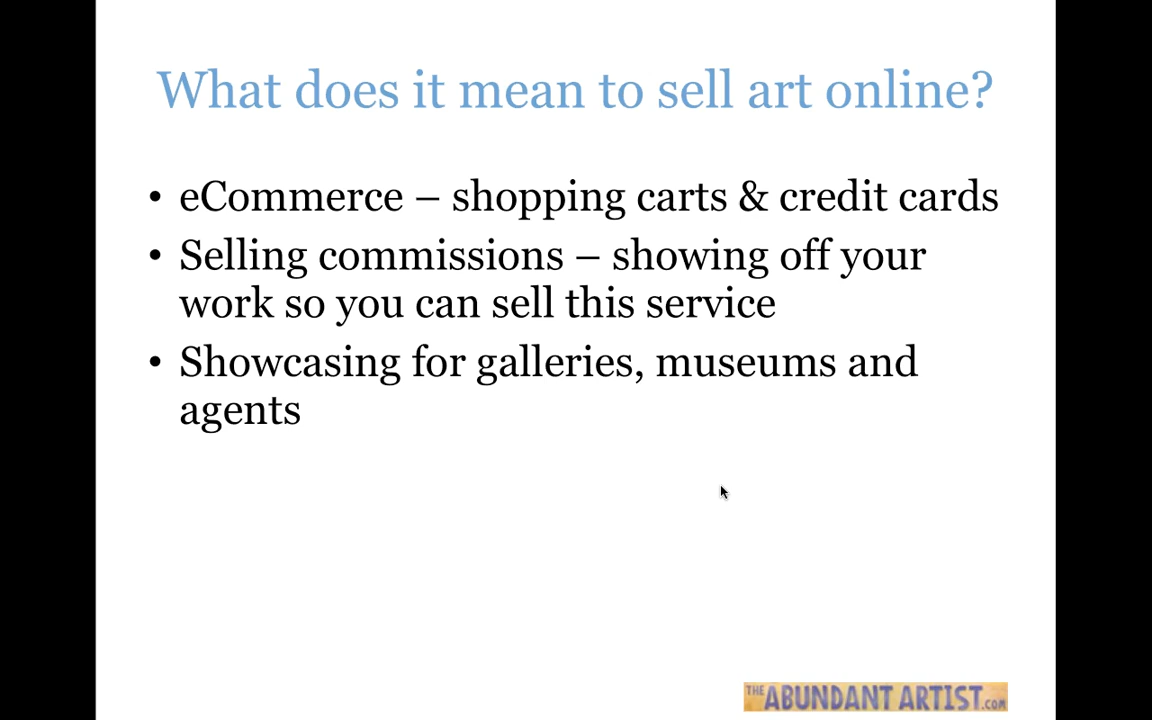 What does it mean to sell art online?
• eCommerce – shopping carts & credit cards
• Selling commissions – showing off your
work so you can sell this service
• Showcasing for galleries, museums and
agents
THE ABUNDANT ARTIST.COM